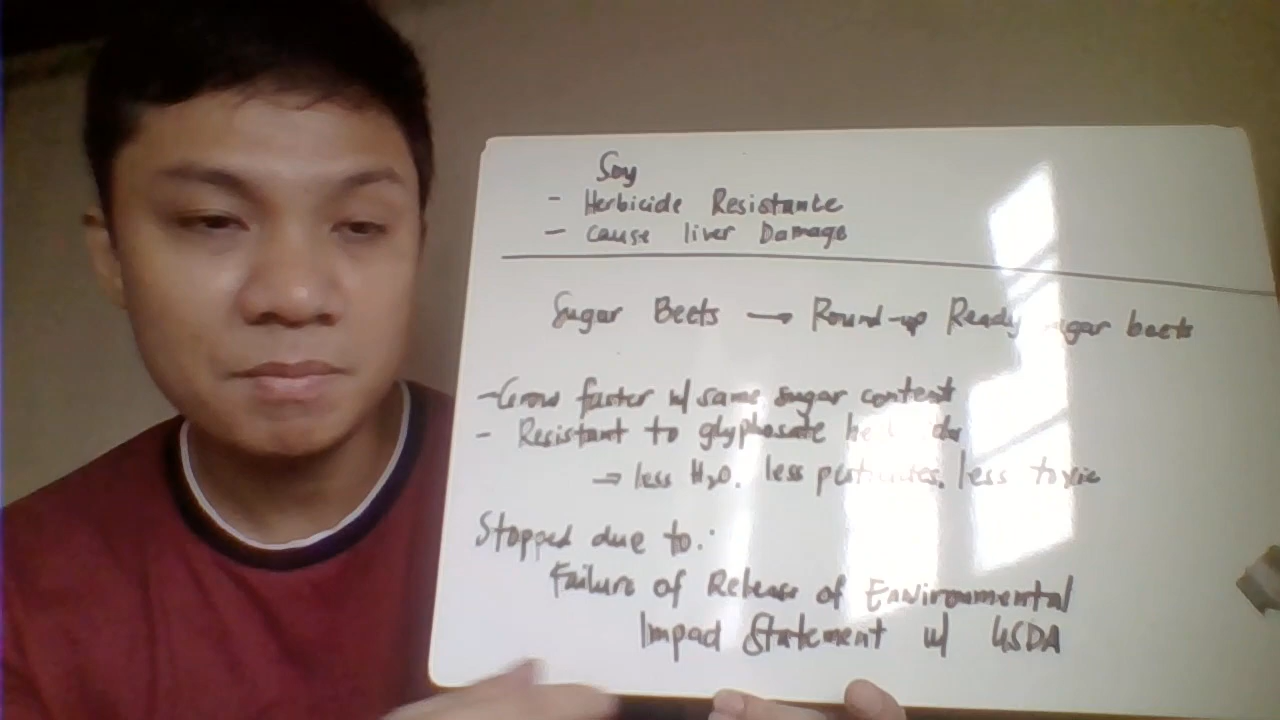 Soy
- Herbicide Resistance
- Cause liver Damage
Sugar Beets → Round-up Ready beets
- Grow faster w/ same sugar content
- Resistant to glyphosate
→ less H₂O, less less toxic
Stopped due to:
Failure of Release of Environmental
Impact Statement w/ USDA